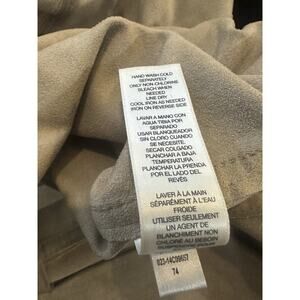 HAND WASH COLD
SEPARATELY
ONLY NON-CHLORINE
BLEACH WHEN
NEEDED
LINE DRY
COOL IRON AS NEEDED
IRON ON REVERSE SIDE
LAVAR A MANO CON
AGUA TIBIA POR
SEPARADO
USAR BLANQUEADOR
SIN CLORO CUANDO
SE NECESITE.
SECAR COLGADO.
PLANCHAR A BAJA
TEMPERATURA
PLANCHAR LA PRENDA
POR EL LADO DEL
REVÉS
LAVER À LA MAIN
SÉPARÉMENT À L'EAU
FROIDE
UTILISER SEULEMENT
UN AGENT DE
BLANCHIMENT NON
CHLORÉ AU BESOIN
023-14C99657
74